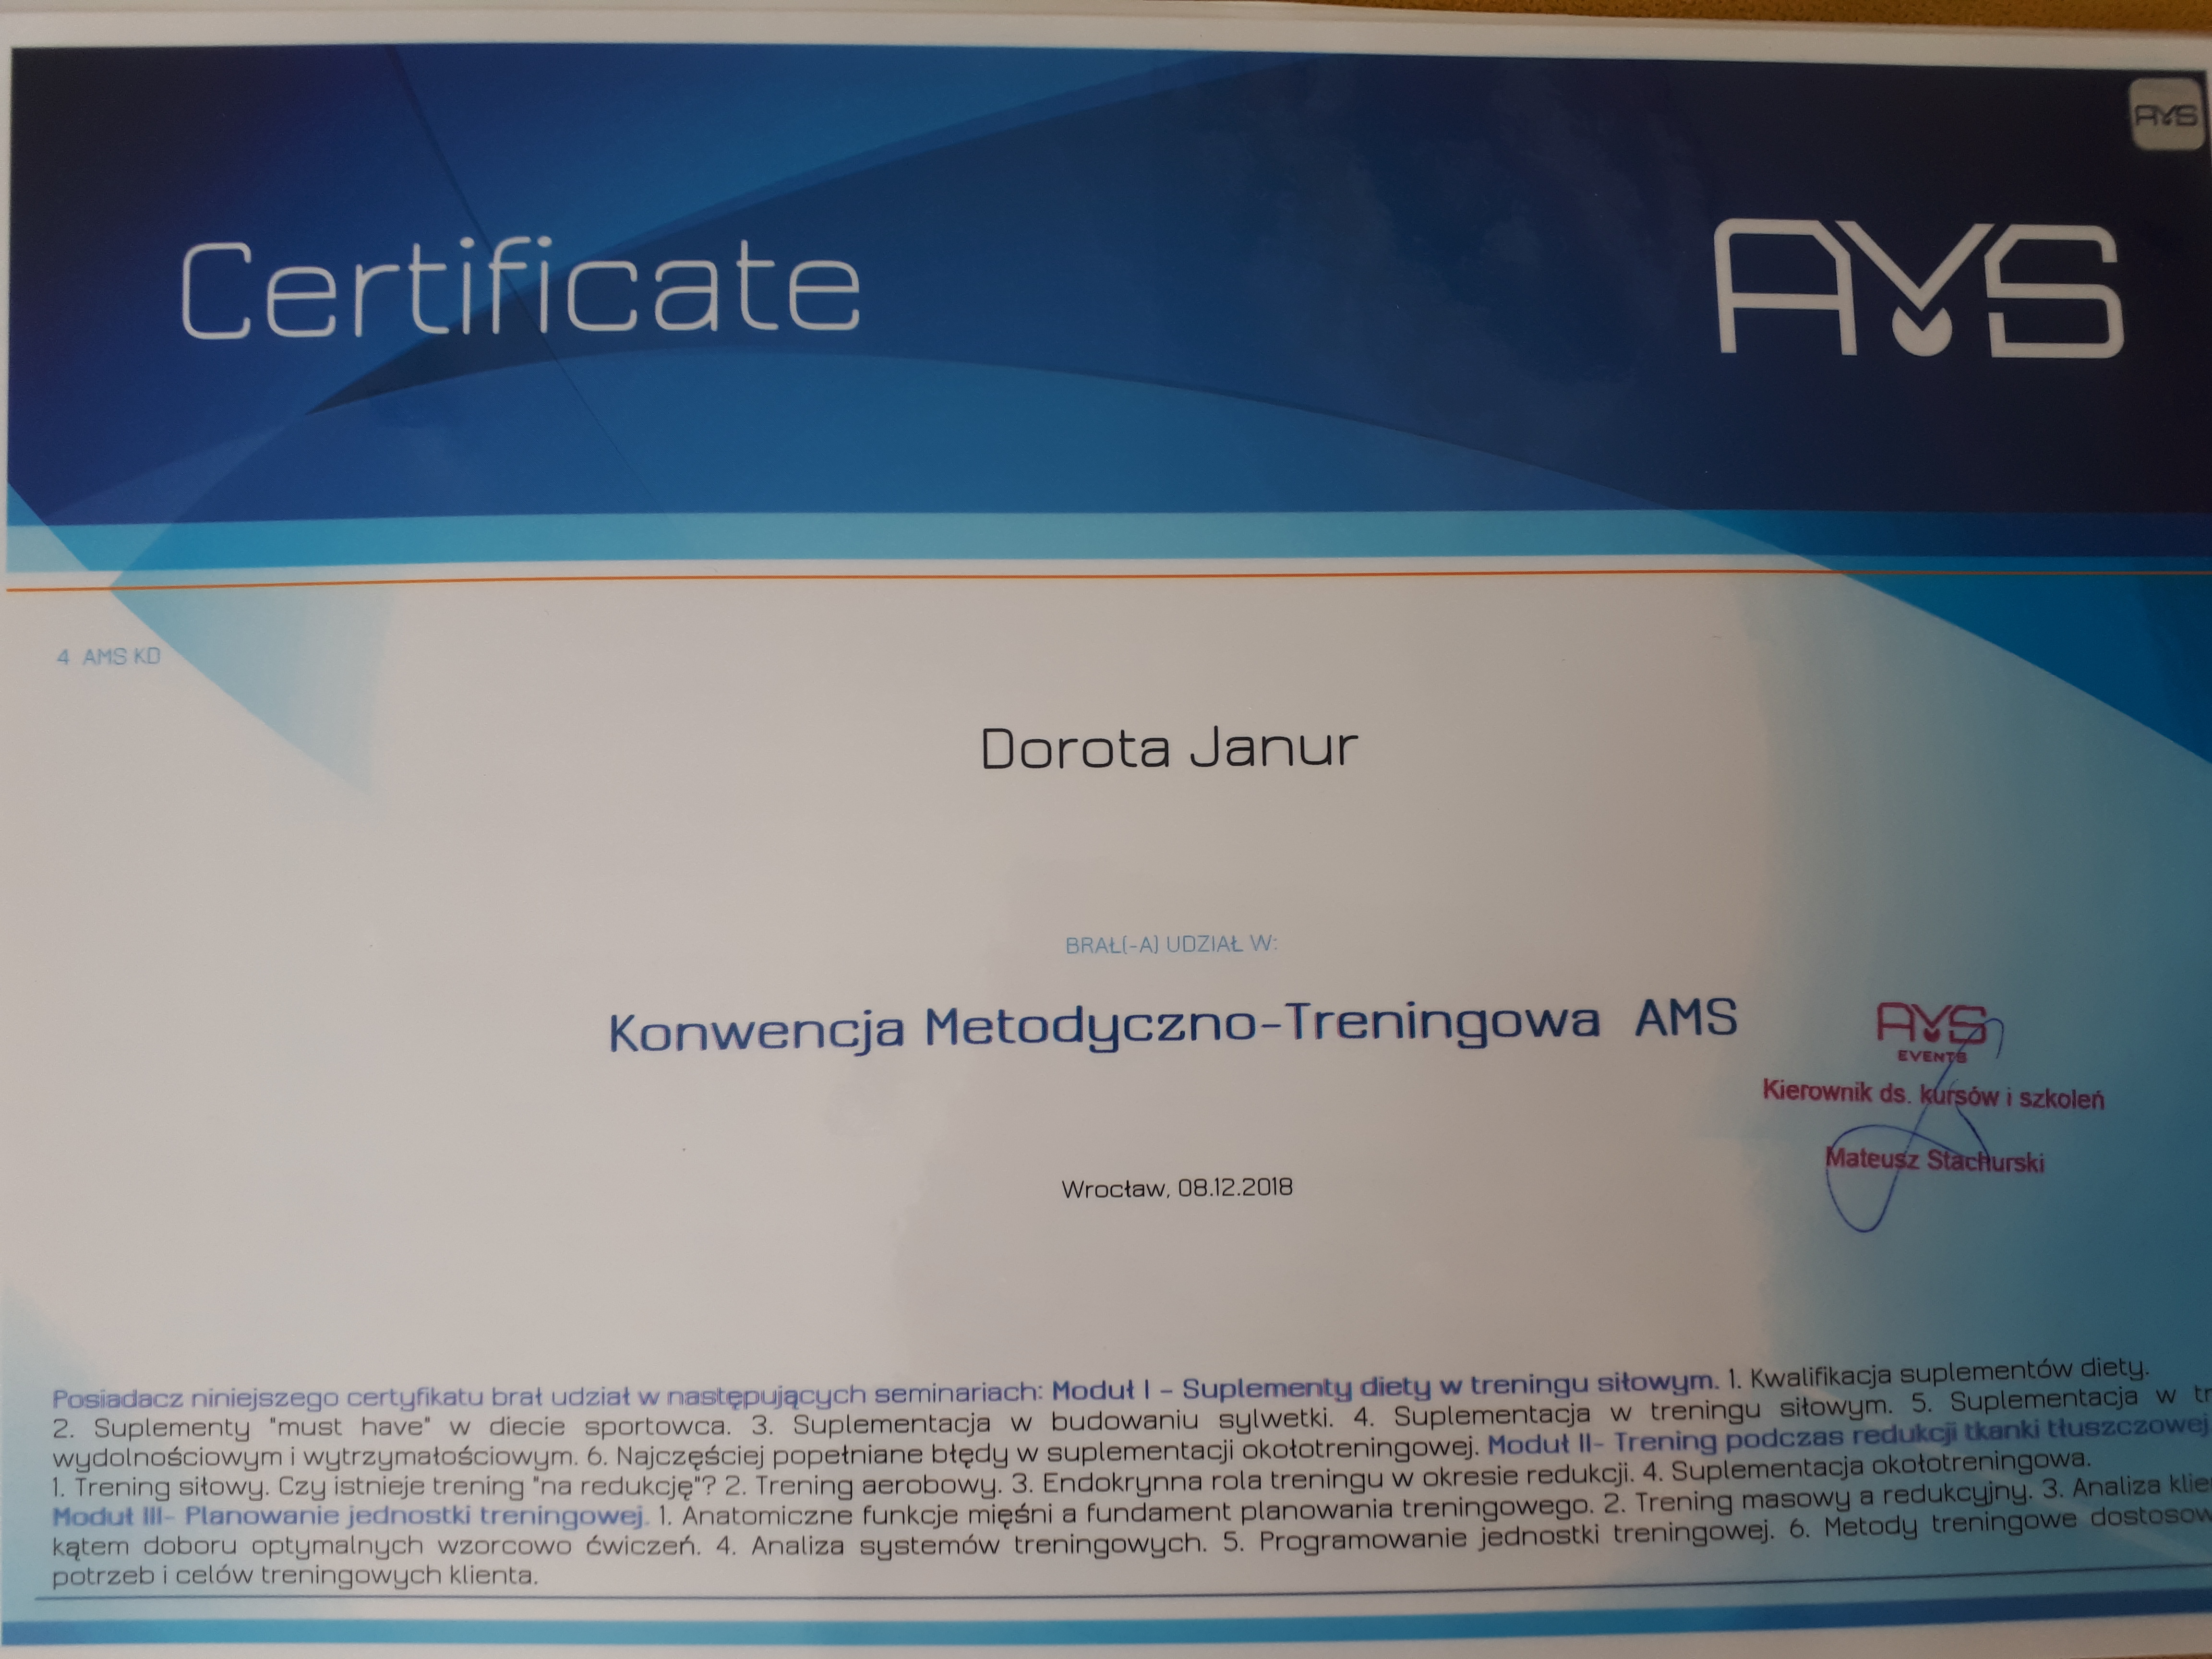 AMS
Certificate
AMS
4 AMS KD
Dorota Janur
BRAŁ(-A) UDZIAŁ W:
Konwencja Metodyczno-Treningowa AMS
AMS
EVENTS
Kierownik ds. kursów i szkoleń
Mateusz Stachurski
Wrocław, 08.12.2018
Posiadacz niniejszego certyfikatu brał udział w następujących seminariach: Moduł I - Suplementy diety w treningu siłowym. 1. Kwalifikacja suplementów diety.
2. Suplementy "must have" w diecie sportowca. 3. Suplementacja w budowaniu sylwetki. 4. Suplementacja w treningu siłowym. 5. Suplementacja w
wydolnościowym i wytrzymałościowym. 6. Najczęściej popełniane błędy w suplementacji okołotreningowej. Moduł II- Trening podczas redukcji tkanki tłuszczowej
1. Trening siłowy. Czy istnieje trening "na redukcję"? 2. Trening aerobowy. 3. Endokrynna rola treningu w okresie redukcji. 4. Suplementacja okołotreningowa.
Moduł III- Planowanie jednostki treningowej. 1. Anatomiczne funkcje mięśni a fundament planowania treningowego. 2. Trening masowy a redukcyjny. 3. Analiza
kątem doboru optymalnych wzorcowo ćwiczeń. 4. Analiza systemów treningowych. 5. Programowanie jednostki treningowej. 6. Metody treningowe
potrzeb i celów treningowych klienta.